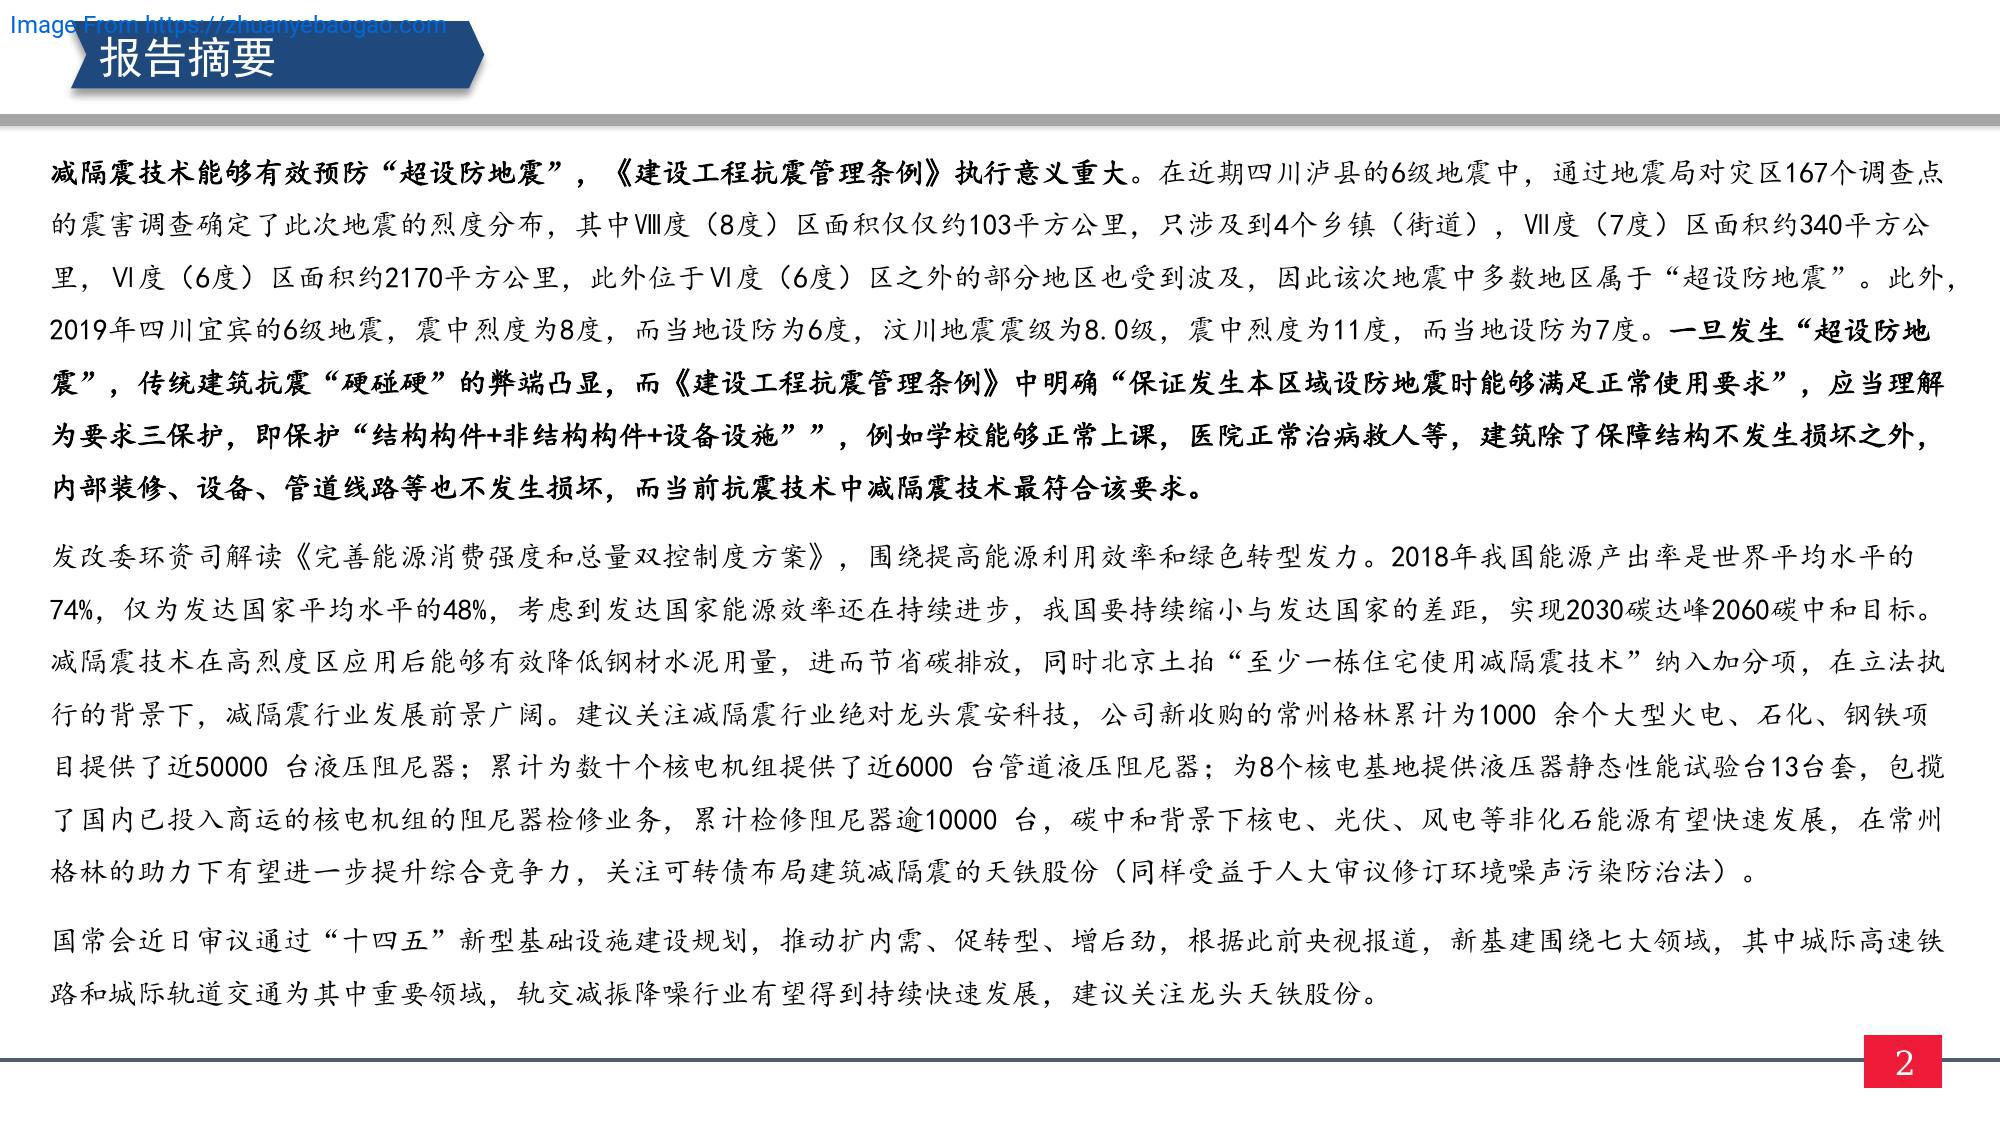 Image From https://zhuanyebaogao.com
报告摘要
减隔震技术能够有效预防“超设防地震”，《建设工程抗震管理条例》执行意义重大。在近期四川泸县的6级地震中，通过地震局对灾区167个调查点
的震害调查确定了此次地震的烈度分布，其中Ⅷ度（8度）区面积仅仅约103平方公里，只涉及到4个乡镇（街道），Ⅶ度（7度）区面积约340平方公
里，Ⅵ度（6度）区面积约2170平方公里，此外位于Ⅵ度（6度）区之外的部分地区也受到波及，因此该次地震中多数地区属于“超设防地震”。此外，
2019年四川宜宾的6级地震，震中烈度为8度，而当地设防为6度，汶川地震震级为8.0级，震中烈度为11度，而当地设防为7度。一旦发生“超设防地
震”，传统建筑抗震“硬碰硬”的弊端凸显，而《建设工程抗震管理条例》中明确“保证发生本区域设防地震时能够满足正常使用要求”，应当理解
为要求三保护，即保护“结构构件+非结构构件+设备设施””，例如学校能够正常上课，医院正常治病救人等，建筑除了保障结构不发生损坏之外，
内部装修、设备、管道线路等也不发生损坏，而当前抗震技术中减隔震技术最符合该要求。
发改委环资司解读《完善能源消费强度和总量双控制度方案》，围绕提高能源利用效率和绿色转型发力。2018年我国能源产出率是世界平均水平的
74%，仅为发达国家平均水平的48%，考虑到发达国家能源效率还在持续进步，我国要持续缩小与发达国家的差距，实现2030碳达峰2060碳中和目标。
减隔震技术在高烈度区应用后能够有效降低钢材水泥用量，进而节省碳排放，同时北京土拍“至少一栋住宅使用减隔震技术”纳入加分项，在立法执
行的背景下，减隔震行业发展前景广阔。建议关注减隔震行业绝对龙头震安科技，公司新收购的常州格林累计为1000 余个大型火电、石化、钢铁项
目提供了近50000 台液压阻尼器；累计为数十个核电机组提供了近6000 台管道液压阻尼器；为8个核电基地提供液压器静态性能试验台13台套，包揽
了国内已投入商运的核电机组的阻尼器检修业务，累计检修阻尼器逾10000 台，碳中和背景下核电、光伏、风电等非化石能源有望快速发展，在常州
格林的助力下有望进一步提升综合竞争力，关注可转债布局建筑减隔震的天铁股份（同样受益于人大审议修订环境噪声污染防治法）。
国常会近日审议通过“十四五”新型基础设施建设规划，推动扩内需、促转型、增后劲，根据此前央视报道，新基建围绕七大领域，其中城际高速铁
路和城际轨道交通为其中重要领域，轨交减振降噪行业有望得到持续快速发展，建议关注龙头天铁股份。
2